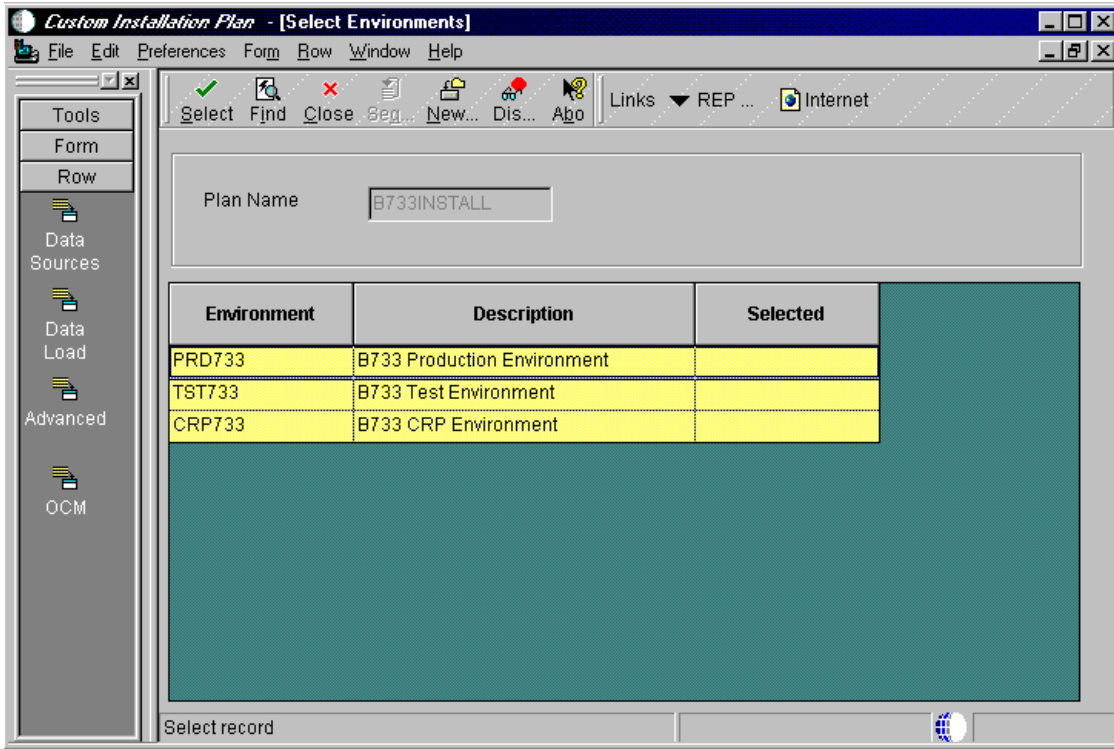 Custom Installation Plan - [Select Environments]
File Edit Preferences Form Row Window Help
Tools
Form
Row
Data
Sources
Data
Load
Advanced
OCM
Select Find Close Seq... New... Dis... Abo Links REP ... Internet
Plan Name B733INSTALL
Environment Description Selected
PRD733 B733 Production Environment
TST733 B733 Test Environment
CRP733 B733 CRP Environment
Select record